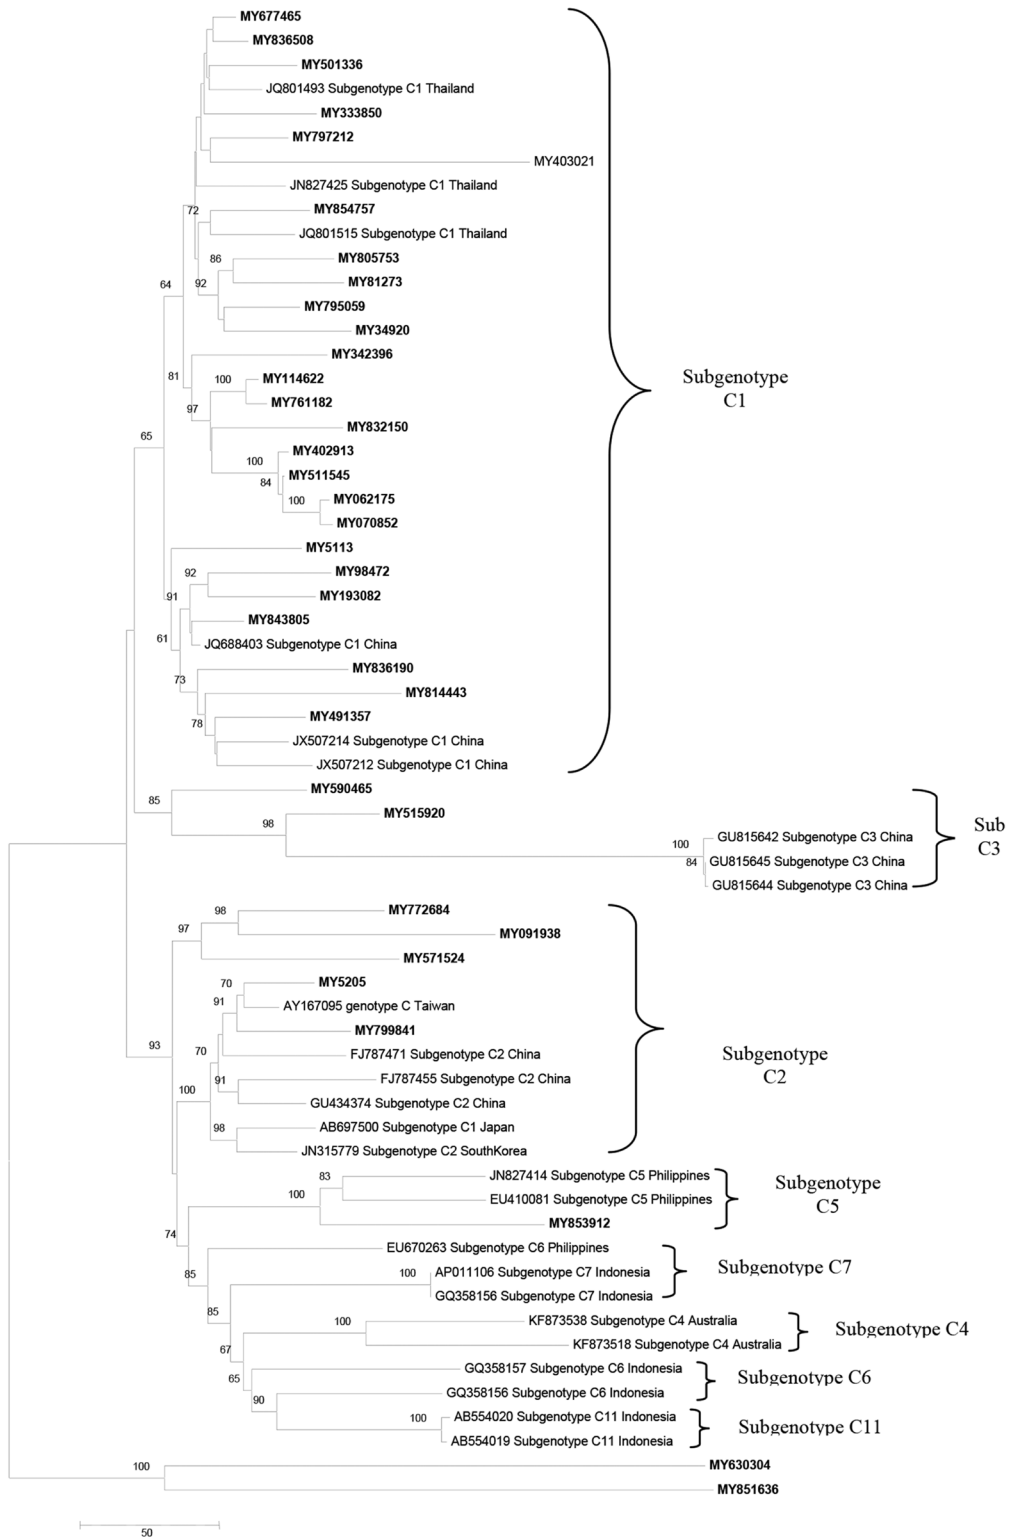 MY677465
MY836508
MY501336
JQ801493 Subgenotype C1 Thailand
MY333850
MY797212
MY403021
JN827425 Subgenotype C1 Thailand
72
MY854757
JQ801515 Subgenotype C1 Thailand
86
MY805753
92
MY81273
64
MY795059
MY34920
MY342396
81
100
MY114622
Subgenotype
C1
97
MY761182
65
MY832150
MY402913
100
84
MY511545
100
MY062175
MY070852
MY5113
92
MY98472
91
MY193082
MY843805
61
JQ688403 Subgenotype C1 China
73
MY836190
MY814443
78
MY491357
JX507214 Subgenotype C1 China
JX507212 Subgenotype C1 China
85
MY590465
98
MY515920
100
GU815642 Subgenotype C3 China
Sub
C3
84
GU815645 Subgenotype C3 China
GU815644 Subgenotype C3 China
98
MY772684
97
MY091938
MY571524
70
MY5205
91
AY167095 genotype C Taiwan
MY799841
93
70
FJ787471 Subgenotype C2 China
Subgenotype
C2
91
FJ787455 Subgenotype C2 China
100
GU434374 Subgenotype C2 China
98
AB697500 Subgenotype C1 Japan
JN315779 Subgenotype C2 SouthKorea
83
JN827414 Subgenotype C5 Philippines
100
EU410081 Subgenotype C5 Philippines
Subgenotype
C5
MY853912
74
EU670263 Subgenotype C6 Philippines
85
100
AP011106 Subgenotype C7 Indonesia
Subgenotype C7
GQ358156 Subgenotype C7 Indonesia
85
100
KF873538 Subgenotype C4 Australia
Subgenotype C4
67
KF873518 Subgenotype C4 Australia
65
GQ358157 Subgenotype C6 Indonesia
Subgenotype C6
90
GQ358156 Subgenotype C6 Indonesia
100
AB554020 Subgenotype C11 Indonesia
Subgenotype C11
AB554019 Subgenotype C11 Indonesia
100
MY630304
MY851636
50